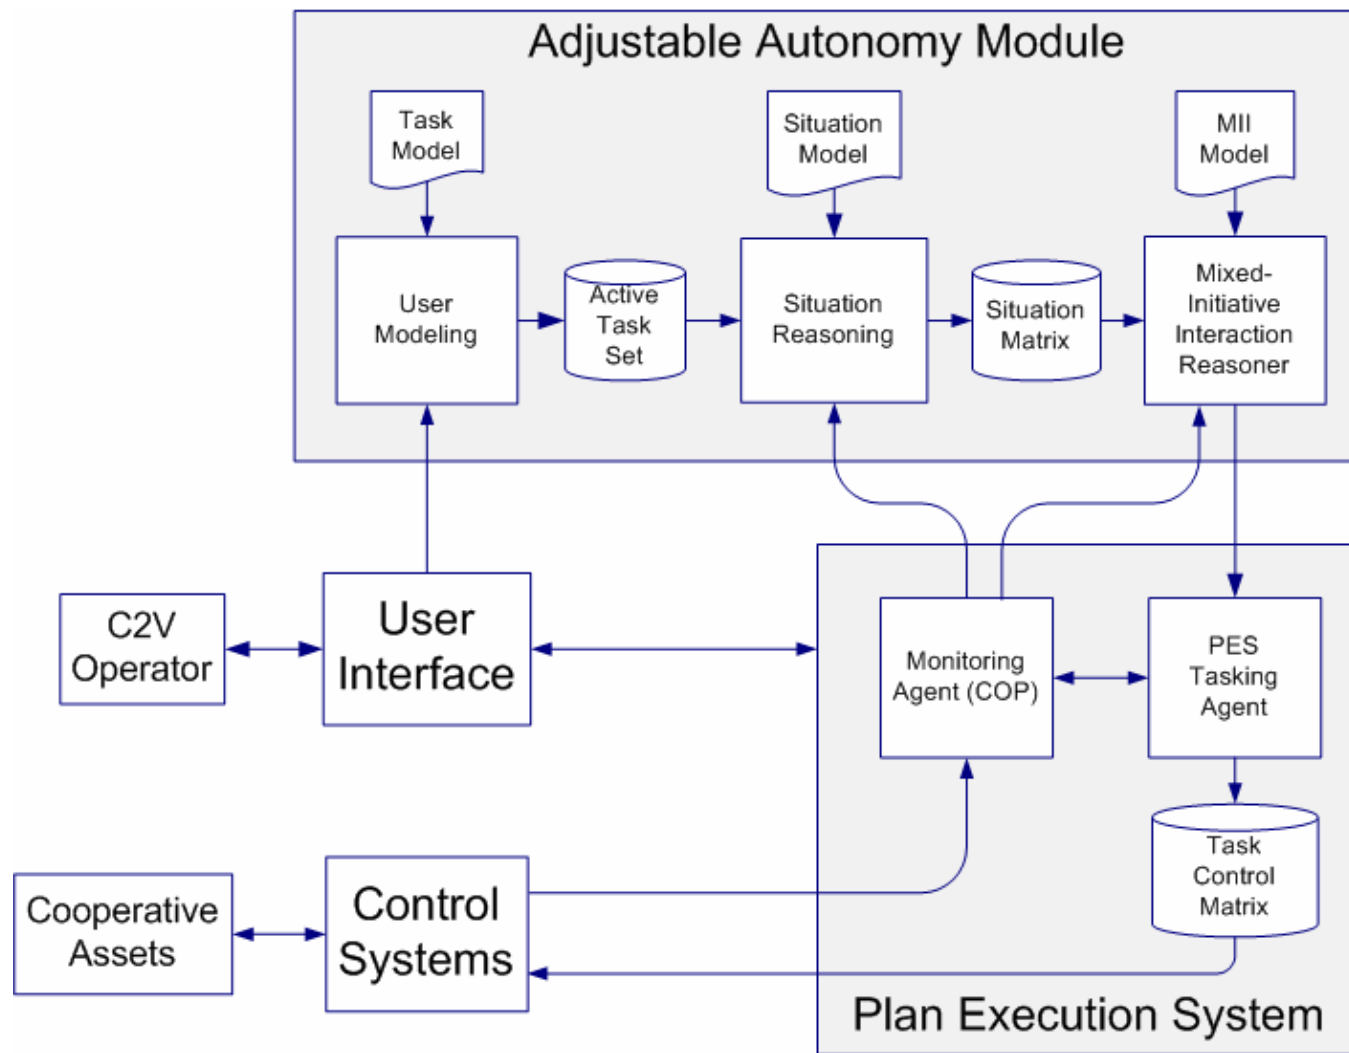 Adjustable Autonomy Module
Task
Model
Situation
Model
MII
Model
User
Modeling
Active
Task
Set
Situation
Reasoning
Situation
Matrix
Mixed-
Initiative
Interaction
Reasoner
C2V
Operator
User
Interface
Monitoring
Agent (COP)
PES
Tasking
Agent
Task
Control
Matrix
Cooperative
Assets
Control
Systems
Plan Execution System